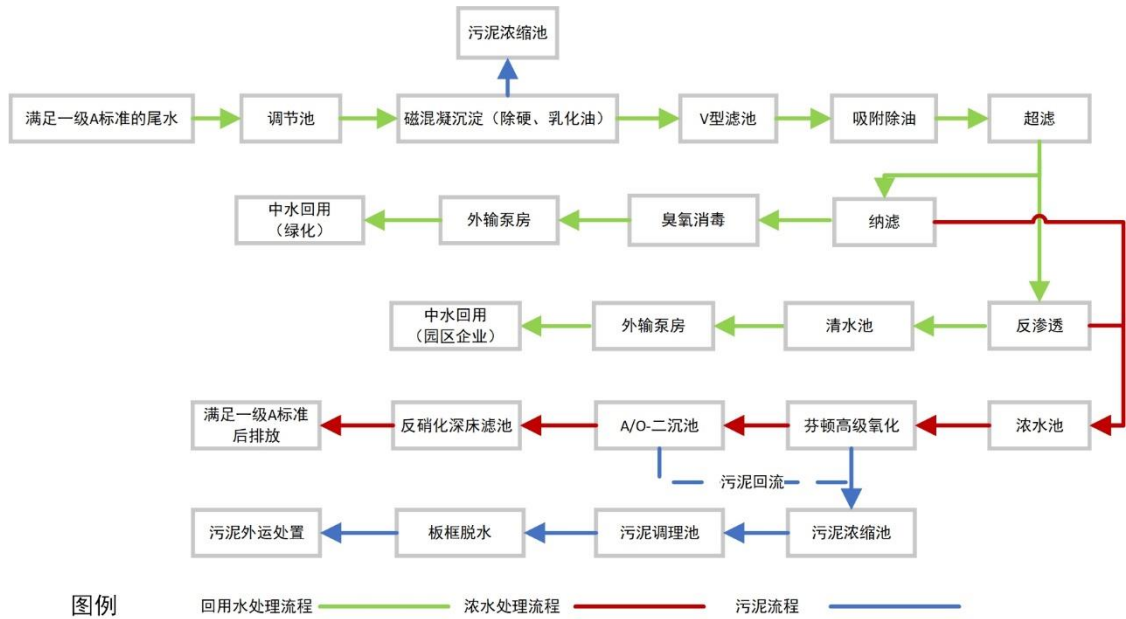 污泥浓缩池
满足一级A标准的尾水
调节池
磁混凝沉淀（除硬、乳化油）
V型滤池
吸附除油
超滤
中水回用
（绿化）
外输泵房
臭氧消毒
纳滤
中水回用
（园区企业）
外输泵房
清水池
反渗透
满足一级A标准
后排放
反硝化深床滤池
A/O-二沉池
芬顿高级氧化
浓水池
污泥回流
污泥外运处置
板框脱水
污泥调理池
污泥浓缩池
图例
回用水处理流程
浓水处理流程
污泥流程